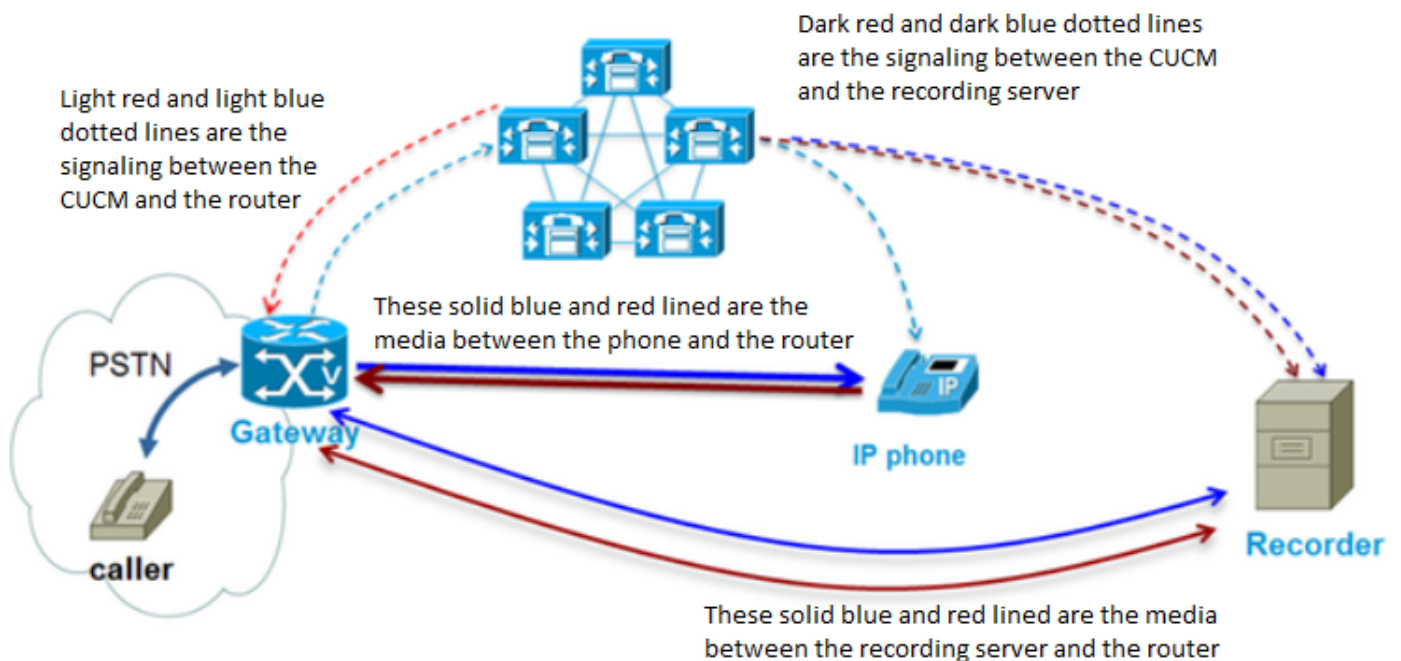 Dark red and dark blue dotted lines
are the signaling between the CUCM
and the recording server
Light red and light blue
dotted lines are the
signaling between the
CUCM and the router
These solid blue and red lined are the
media between the phone and the router
PSTN
V
Gateway
IP
IP phone
caller
Recorder
These solid blue and red lined are the media
between the recording server and the router